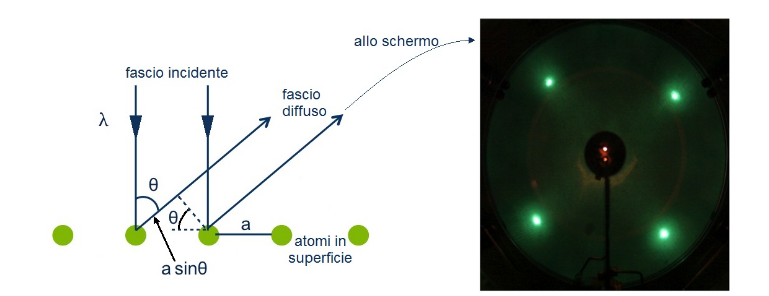 allo schermo
fascio incidente
fascio
diffuso
λ
θ
θ
a
atomi in
superficie
a sinθ